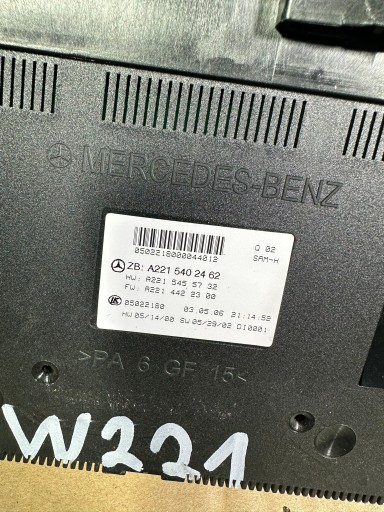 MERCEDES-BENZ
0502218000044012
Q 02
SAM-H
ZB: A221 540 24 62
HW: A221 545 57 32
FW: A221 442 23 00
05022180 03.05.06 21:14:52
HW 05/14/00 SW 05/29/02 DI0001
>PA 6 GF 15<
W221